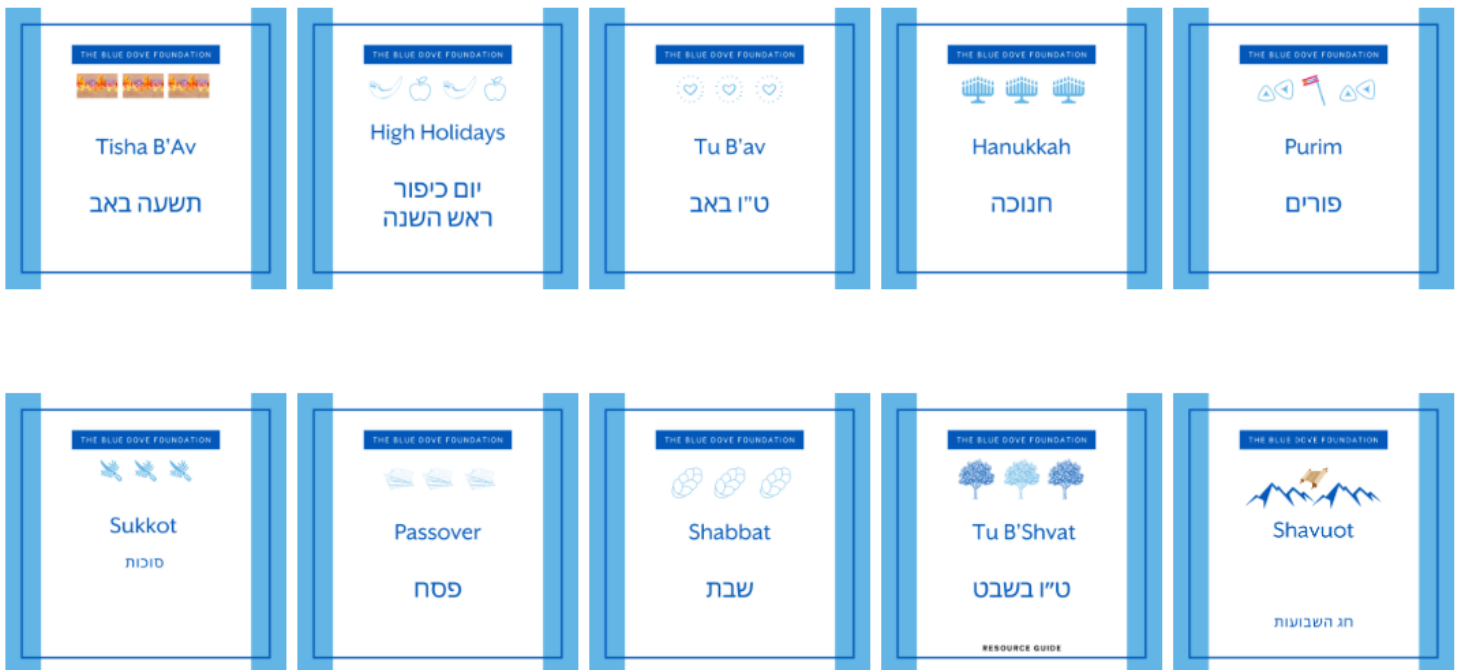 THE BLUE DOVE FOUNDATION
Tisha B'Av
תשעה באב
THE BLUE DOVE FOUNDATION
High Holidays
יום כיפור
ראש השנה
THE BLUE DOVE FOUNDATION
Tu B'av
ט"ו באב
THE BLUE DOVE FOUNDATION
Hanukkah
חנוכה
THE BLUE DOVE FOUNDATION
Purim
פורים
THE BLUE DOVE FOUNDATION
Sukkot
סוכות
THE BLUE DOVE FOUNDATION
Passover
פסח
THE BLUE DOVE FOUNDATION
Shabbat
שבת
THE BLUE DOVE FOUNDATION
Tu B'Shvat
ט״ו בשבט
RESOURCE GUIDE
THE BLUE DOVE FOUNDATION
Shavuot
חג השבועות